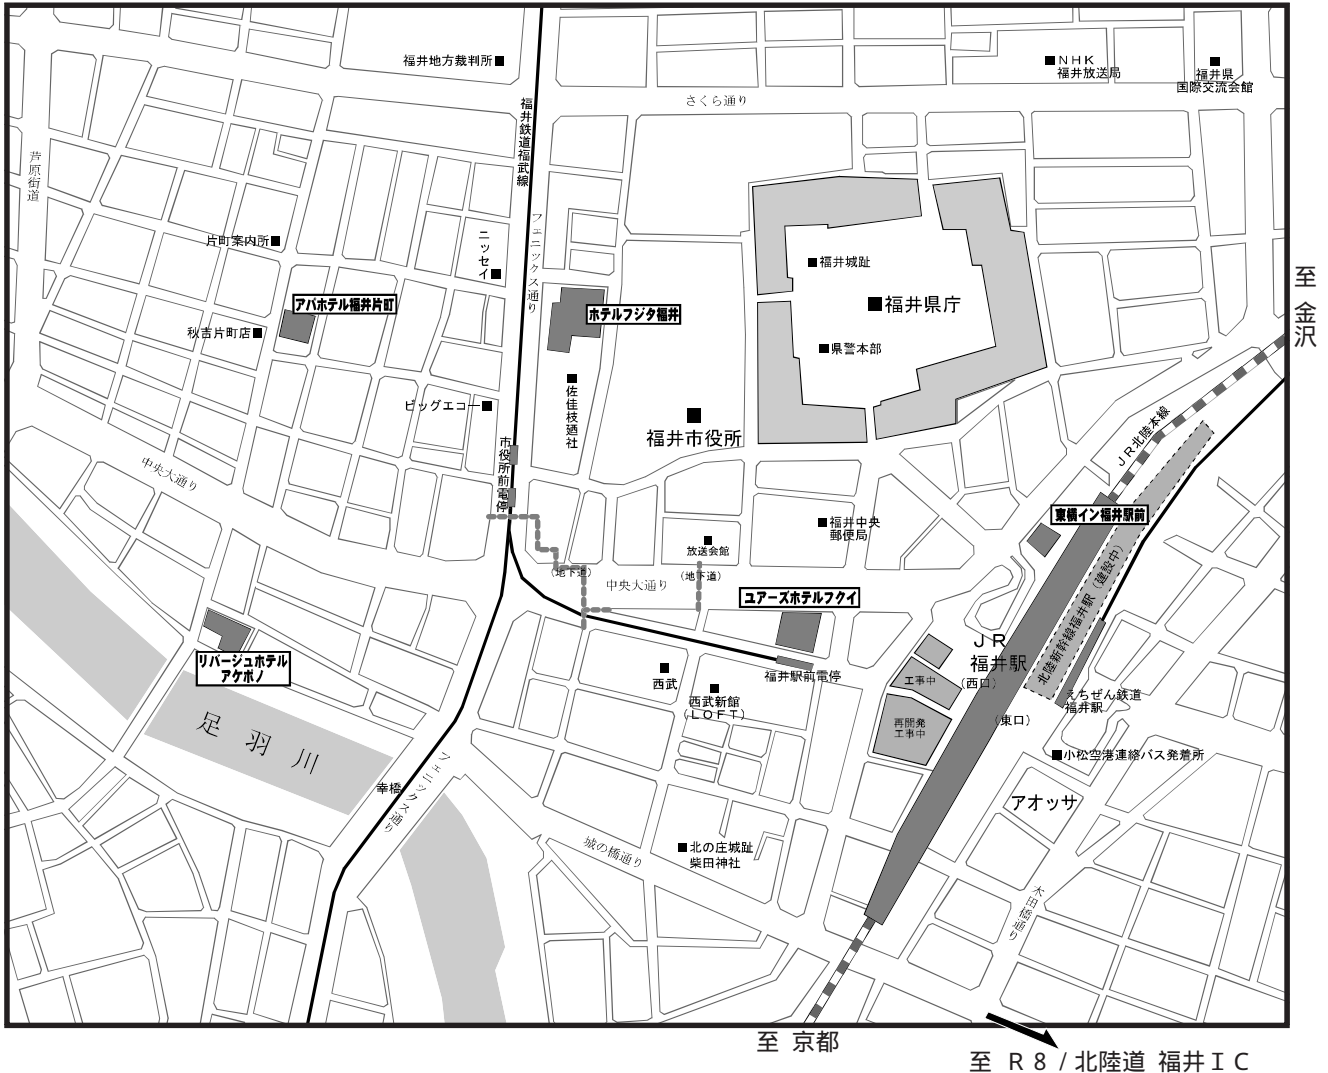 福井地方裁判所
ＮＨＫ
福井放送局
福井県
国際交流会館
さくら通り
福井鉄道福武線
芦原街道
フェニックス通り
片町案内所
ニッセイ
アパホテル福井片町
秋吉片町店
ホテルフジタ福井
福井城趾
福井県庁
県警本部
至 金沢
ビッグエコー
佐佳枝廼社
福井市役所
市役所前電停
中央大通り
ＪＲ北陸本線
東横イン福井駅前
福井中央
郵便局
放送会館
（地下道）
（地下道）
中央大通り
ユアーズホテルフクイ
北陸新幹線福井駅（建設中）
ＪＲ
福井駅
（西口）
（東口）
リバージュホテル
アケボノ
西武
西武新館
（ＬＯＦＴ）
福井駅前電停
工事中
再開発
工事中
えちぜん鉄道
福井駅
小松空港連絡バス発着所
足羽川
幸橋
フェニックス通り
アオッサ
城の橋通り
北の庄城趾
柴田神社
木田橋通り
至 京都
至 Ｒ８ / 北陸道 福井ＩＣ